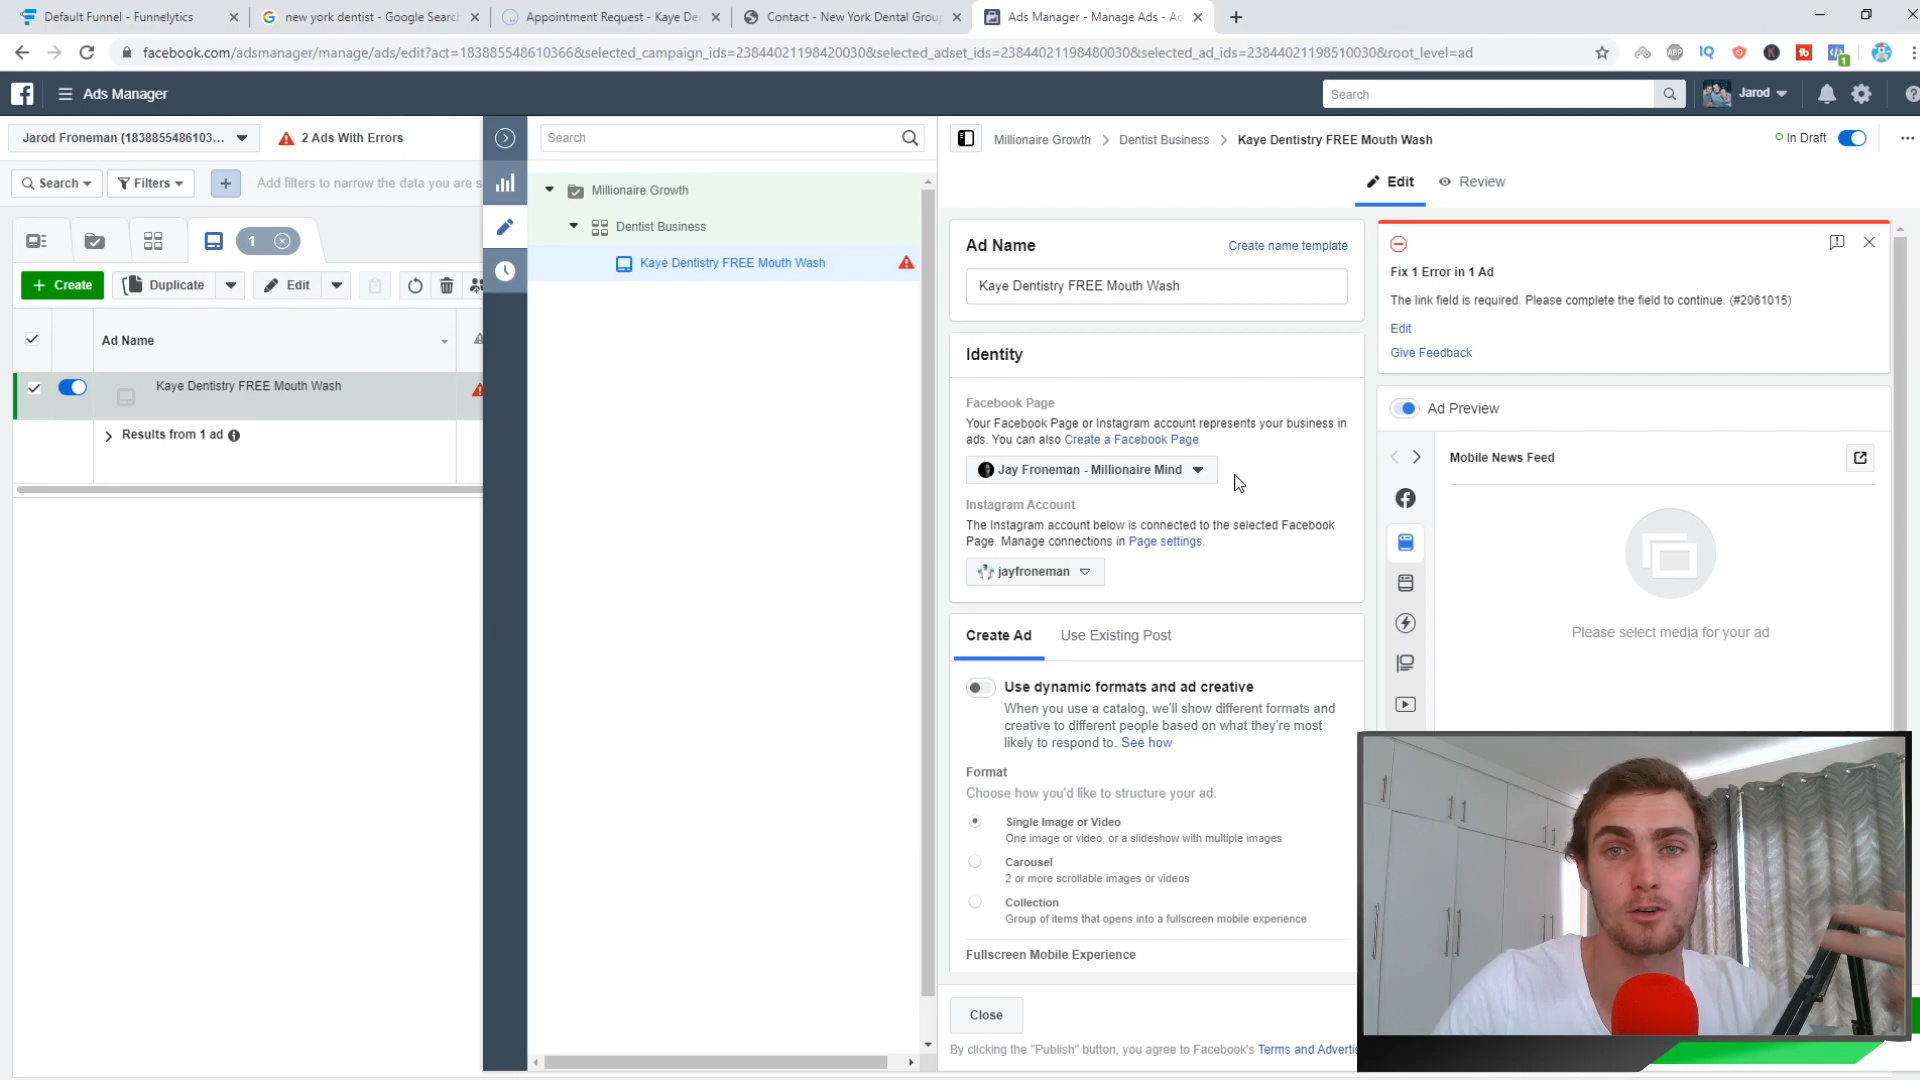 Default Funnel - Funnelytics
new york dentist - Google Search
Appointment Request - Kaye De
Contact - New York Dental Group
Ads Manager - Manage Ads - Ad
facebook.com/adsmanager/manage/ads/edit?act=183885548610366&selected_campaign_ids=23844021198420030&selected_adset_ids=23844021198480030&selected_ad_ids=23844021198510030&root_level=ad
ABP
IQ
K
1
Ads Manager
Search
Jarod
Jarod Froneman (1838855486103...
2 Ads With Errors
Search
Millionaire Growth
Dentist Business
Kaye Dentistry FREE Mouth Wash
In Draft
Search
Filters
Add filters to narrow the data you are s
Edit
Review
Millionaire Growth
Dentist Business
Kaye Dentistry FREE Mouth Wash
1
Create
Duplicate
Edit
Ad Name
Kaye Dentistry FREE Mouth Wash
Results from 1 ad
Ad Name
Create name template
Kaye Dentistry FREE Mouth Wash
Identity
Facebook Page
Your Facebook Page or Instagram account represents your business in
ads. You can also Create a Facebook Page
Jay Froneman - Millionaire Mind
Instagram Account
The Instagram account below is connected to the selected Facebook
Page. Manage connections in Page settings.
jayfroneman
Create Ad
Use Existing Post
Use dynamic formats and ad creative
When you use a catalog, we'll show different formats and
creative to different people based on what they're most
likely to respond to. See how
Format
Choose how you'd like to structure your ad.
Single Image or Video
One image or video, or a slideshow with multiple images
Carousel
2 or more scrollable images or videos
Collection
Group of items that opens into a fullscreen mobile experience
Fullscreen Mobile Experience
Close
By clicking the "Publish" button, you agree to Facebook's Terms and Adverti
Fix 1 Error in 1 Ad
The link field is required. Please complete the field to continue. (#2061015)
Edit
Give Feedback
Ad Preview
Mobile News Feed
Please select media for your ad